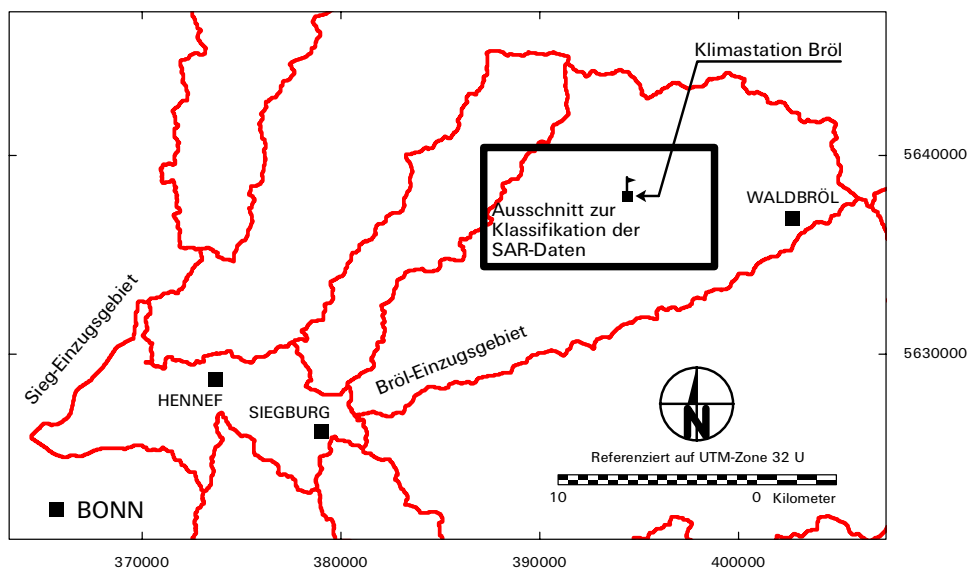 Klimastation Bröl
5640000
WALDBRÖL
Ausschnitt zur
Klassifikation der
SAR-Daten
Sieg-Einzugsgebiet
Bröl-Einzugsgebiet
5630000
HENNEF
SIEGBURG
N
Referenziert auf UTM-Zone 32 U
10 0 Kilometer
BONN
370000 380000 390000 400000